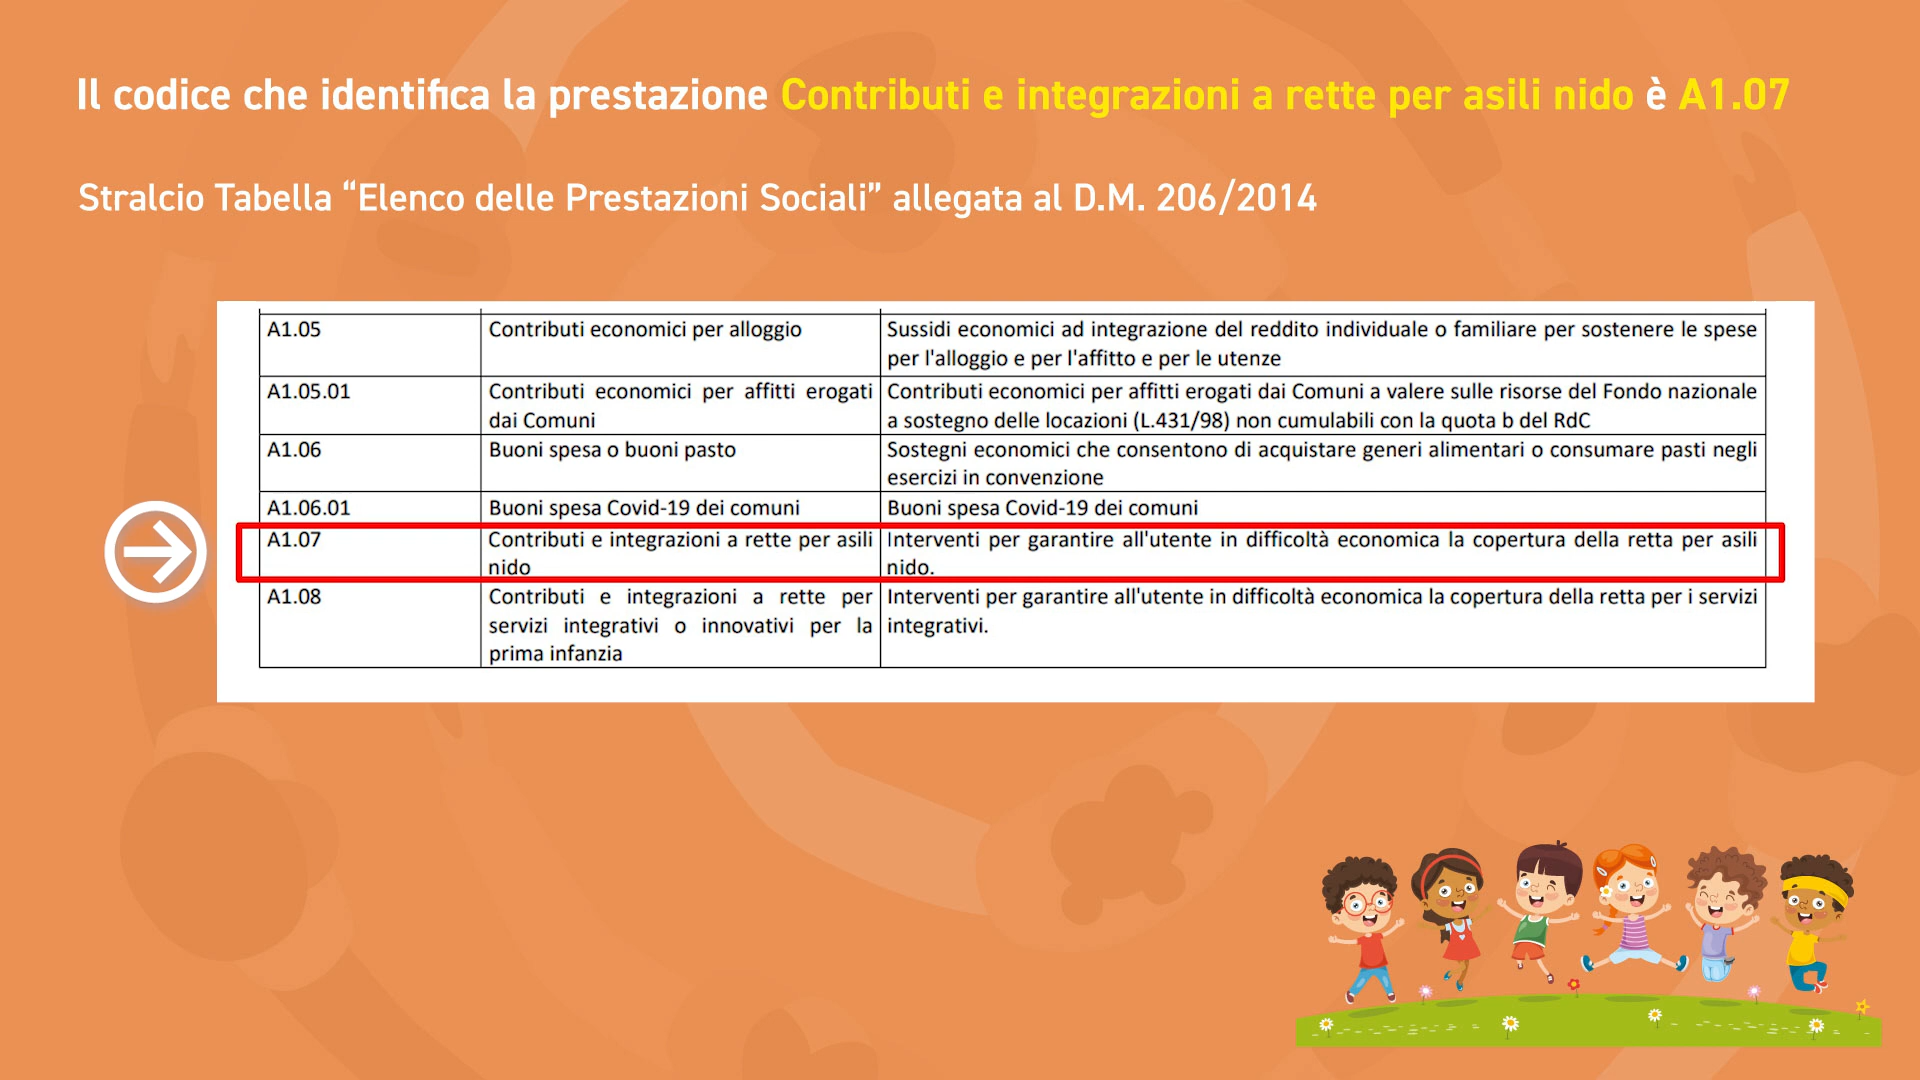 Il codice che identifica la prestazione Contributi e integrazioni a rette per asili nido è A1.07
Stralcio Tabella “Elenco delle Prestazioni Sociali” allegata al D.M. 206/2014
A1.05
Contributi economici per alloggio
Sussidi economici ad integrazione del reddito individuale o familiare per sostenere le spese
per l'alloggio e per l'affitto e per le utenze
A1.05.01
Contributi economici per affitti erogati
dai Comuni
Contributi economici per affitti erogati dai Comuni a valere sulle risorse del Fondo nazionale
a sostegno delle locazioni (L.431/98) non cumulabili con la quota b del RdC
A1.06
Buoni spesa o buoni pasto
Sostegni economici che consentono di acquistare generi alimentari o consumare pasti negli
esercizi in convenzione
A1.06.01
Buoni spesa Covid-19 dei comuni
Buoni spesa Covid-19 dei comuni
A1.07
Contributi e integrazioni a rette per asili
nido
Interventi per garantire all'utente in difficoltà economica la copertura della retta per asili
nido.
A1.08
Contributi e integrazioni a rette per
servizi integrativi o innovativi per la
prima infanzia
Interventi per garantire all'utente in difficoltà economica la copertura della retta per i servizi
integrativi.